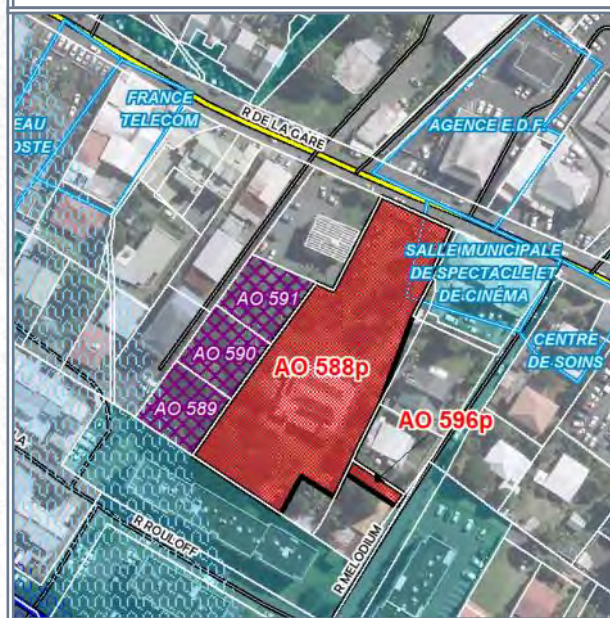 FRANCE
TELECOM
R DE LA GARE
AGENCE E.D.F.
EAU
OSTE
SALLE MUNICIPALE
DE SPECTACLE ET
DE CINÉMA
AO 591
AO 590
CENTRE
DE SOINS
AO 588p
AO 589
AO 596p
R ROULOFF
R MELODIUM